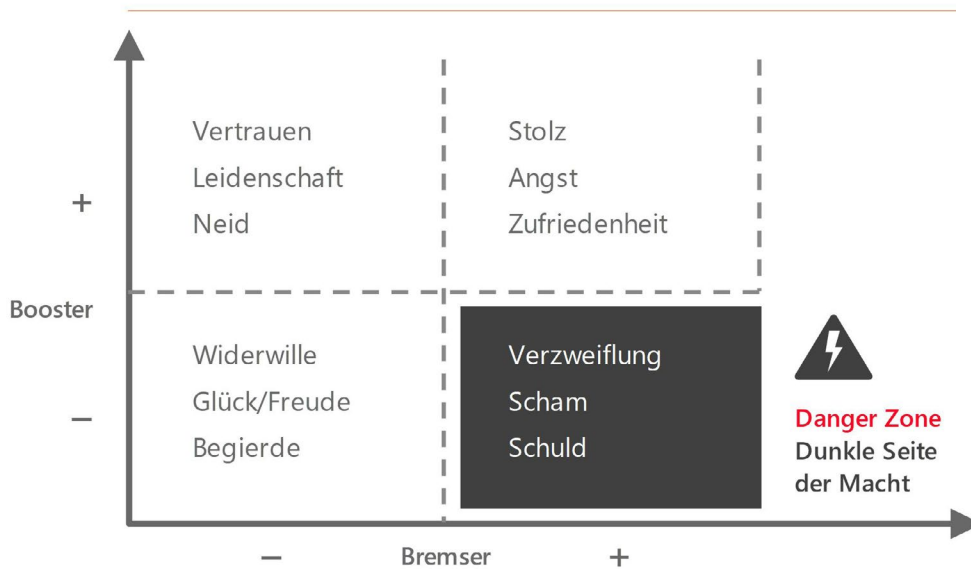 Vertrauen
Leidenschaft
Neid
Stolz
Angst
Zufriedenheit
+
Booster
−
Widerwille
Glück/Freude
Begierde
Verzweiflung
Scham
Schuld
Danger Zone
Dunkle Seite
der Macht
− Bremser +